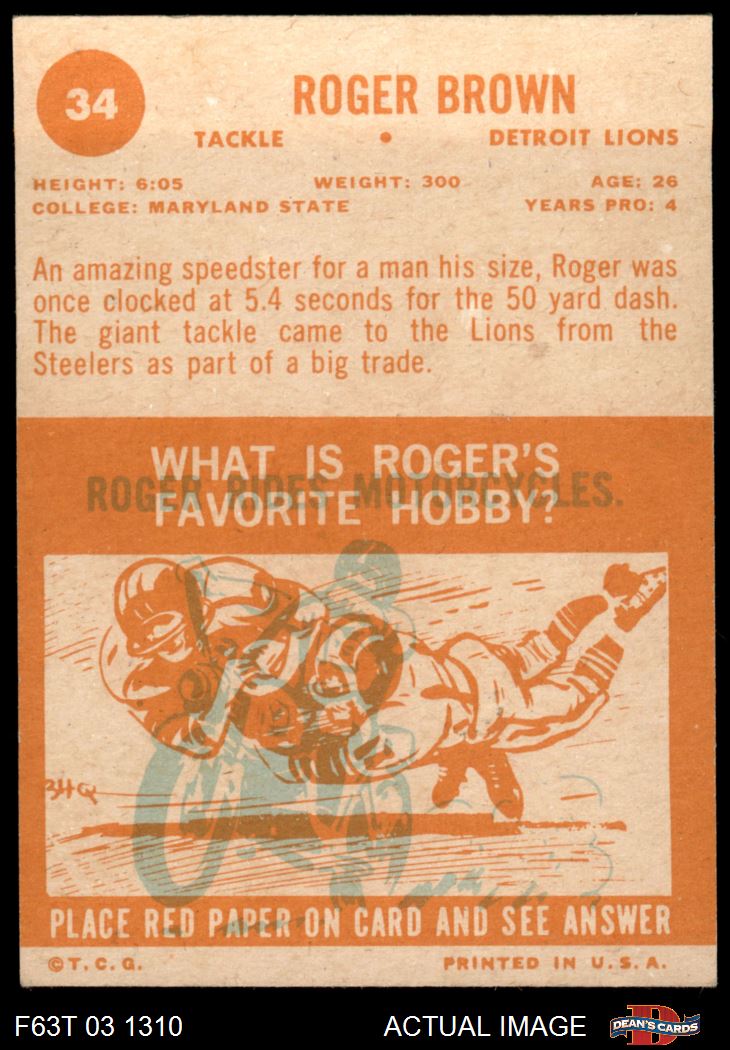 34
ROGER BROWN
TACKLE • DETROIT LIONS
HEIGHT: 6:05 WEIGHT: 300 AGE: 26
COLLEGE: MARYLAND STATE YEARS PRO: 4
An amazing speedster for a man his size, Roger was
once clocked at 5.4 seconds for the 50 yard dash.
The giant tackle came to the Lions from the
Steelers as part of a big trade.
WHAT IS ROGER'S
ROGER RIDES MOTORCYCLES.
FAVORITE HOBBY?
PLACE RED PAPER ON CARD AND SEE ANSWER
©T.C.G. PRINTED IN U.S.A.
F63T 03 1310 ACTUAL IMAGE DEAN'S CARDS